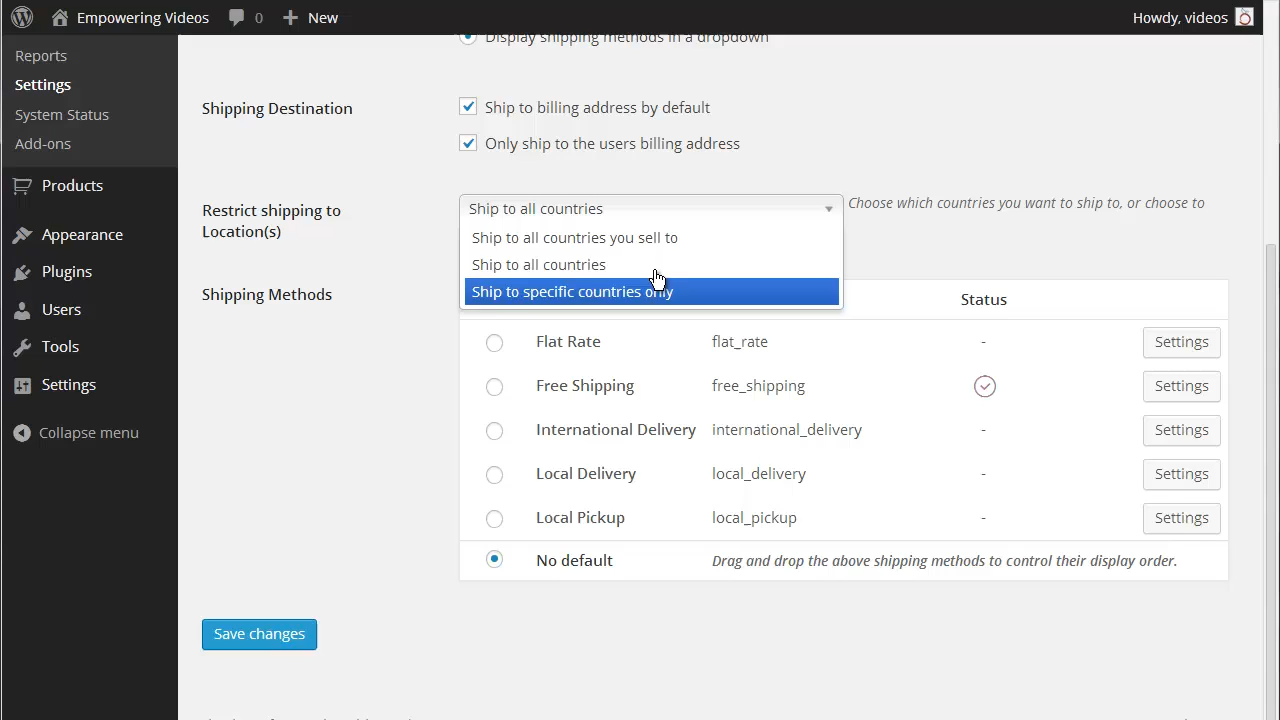 Empowering Videos 0 New Howdy, videos
Display shipping methods in a dropdown
Reports
Settings
System Status
Add-ons
Products
Appearance
Plugins
Users
Tools
Settings
Collapse menu
Shipping Destination
Ship to billing address by default
Only ship to the users billing address
Restrict shipping to
Location(s)
Ship to all countries
Choose which countries you want to ship to, or choose to
Ship to all countries you sell to
Ship to all countries
Ship to specific countries only
Shipping Methods
Status
Flat Rate flat_rate - Settings
Free Shipping free_shipping Settings
International Delivery international_delivery - Settings
Local Delivery local_delivery - Settings
Local Pickup local_pickup - Settings
No default Drag and drop the above shipping methods to control their display order.
Save changes